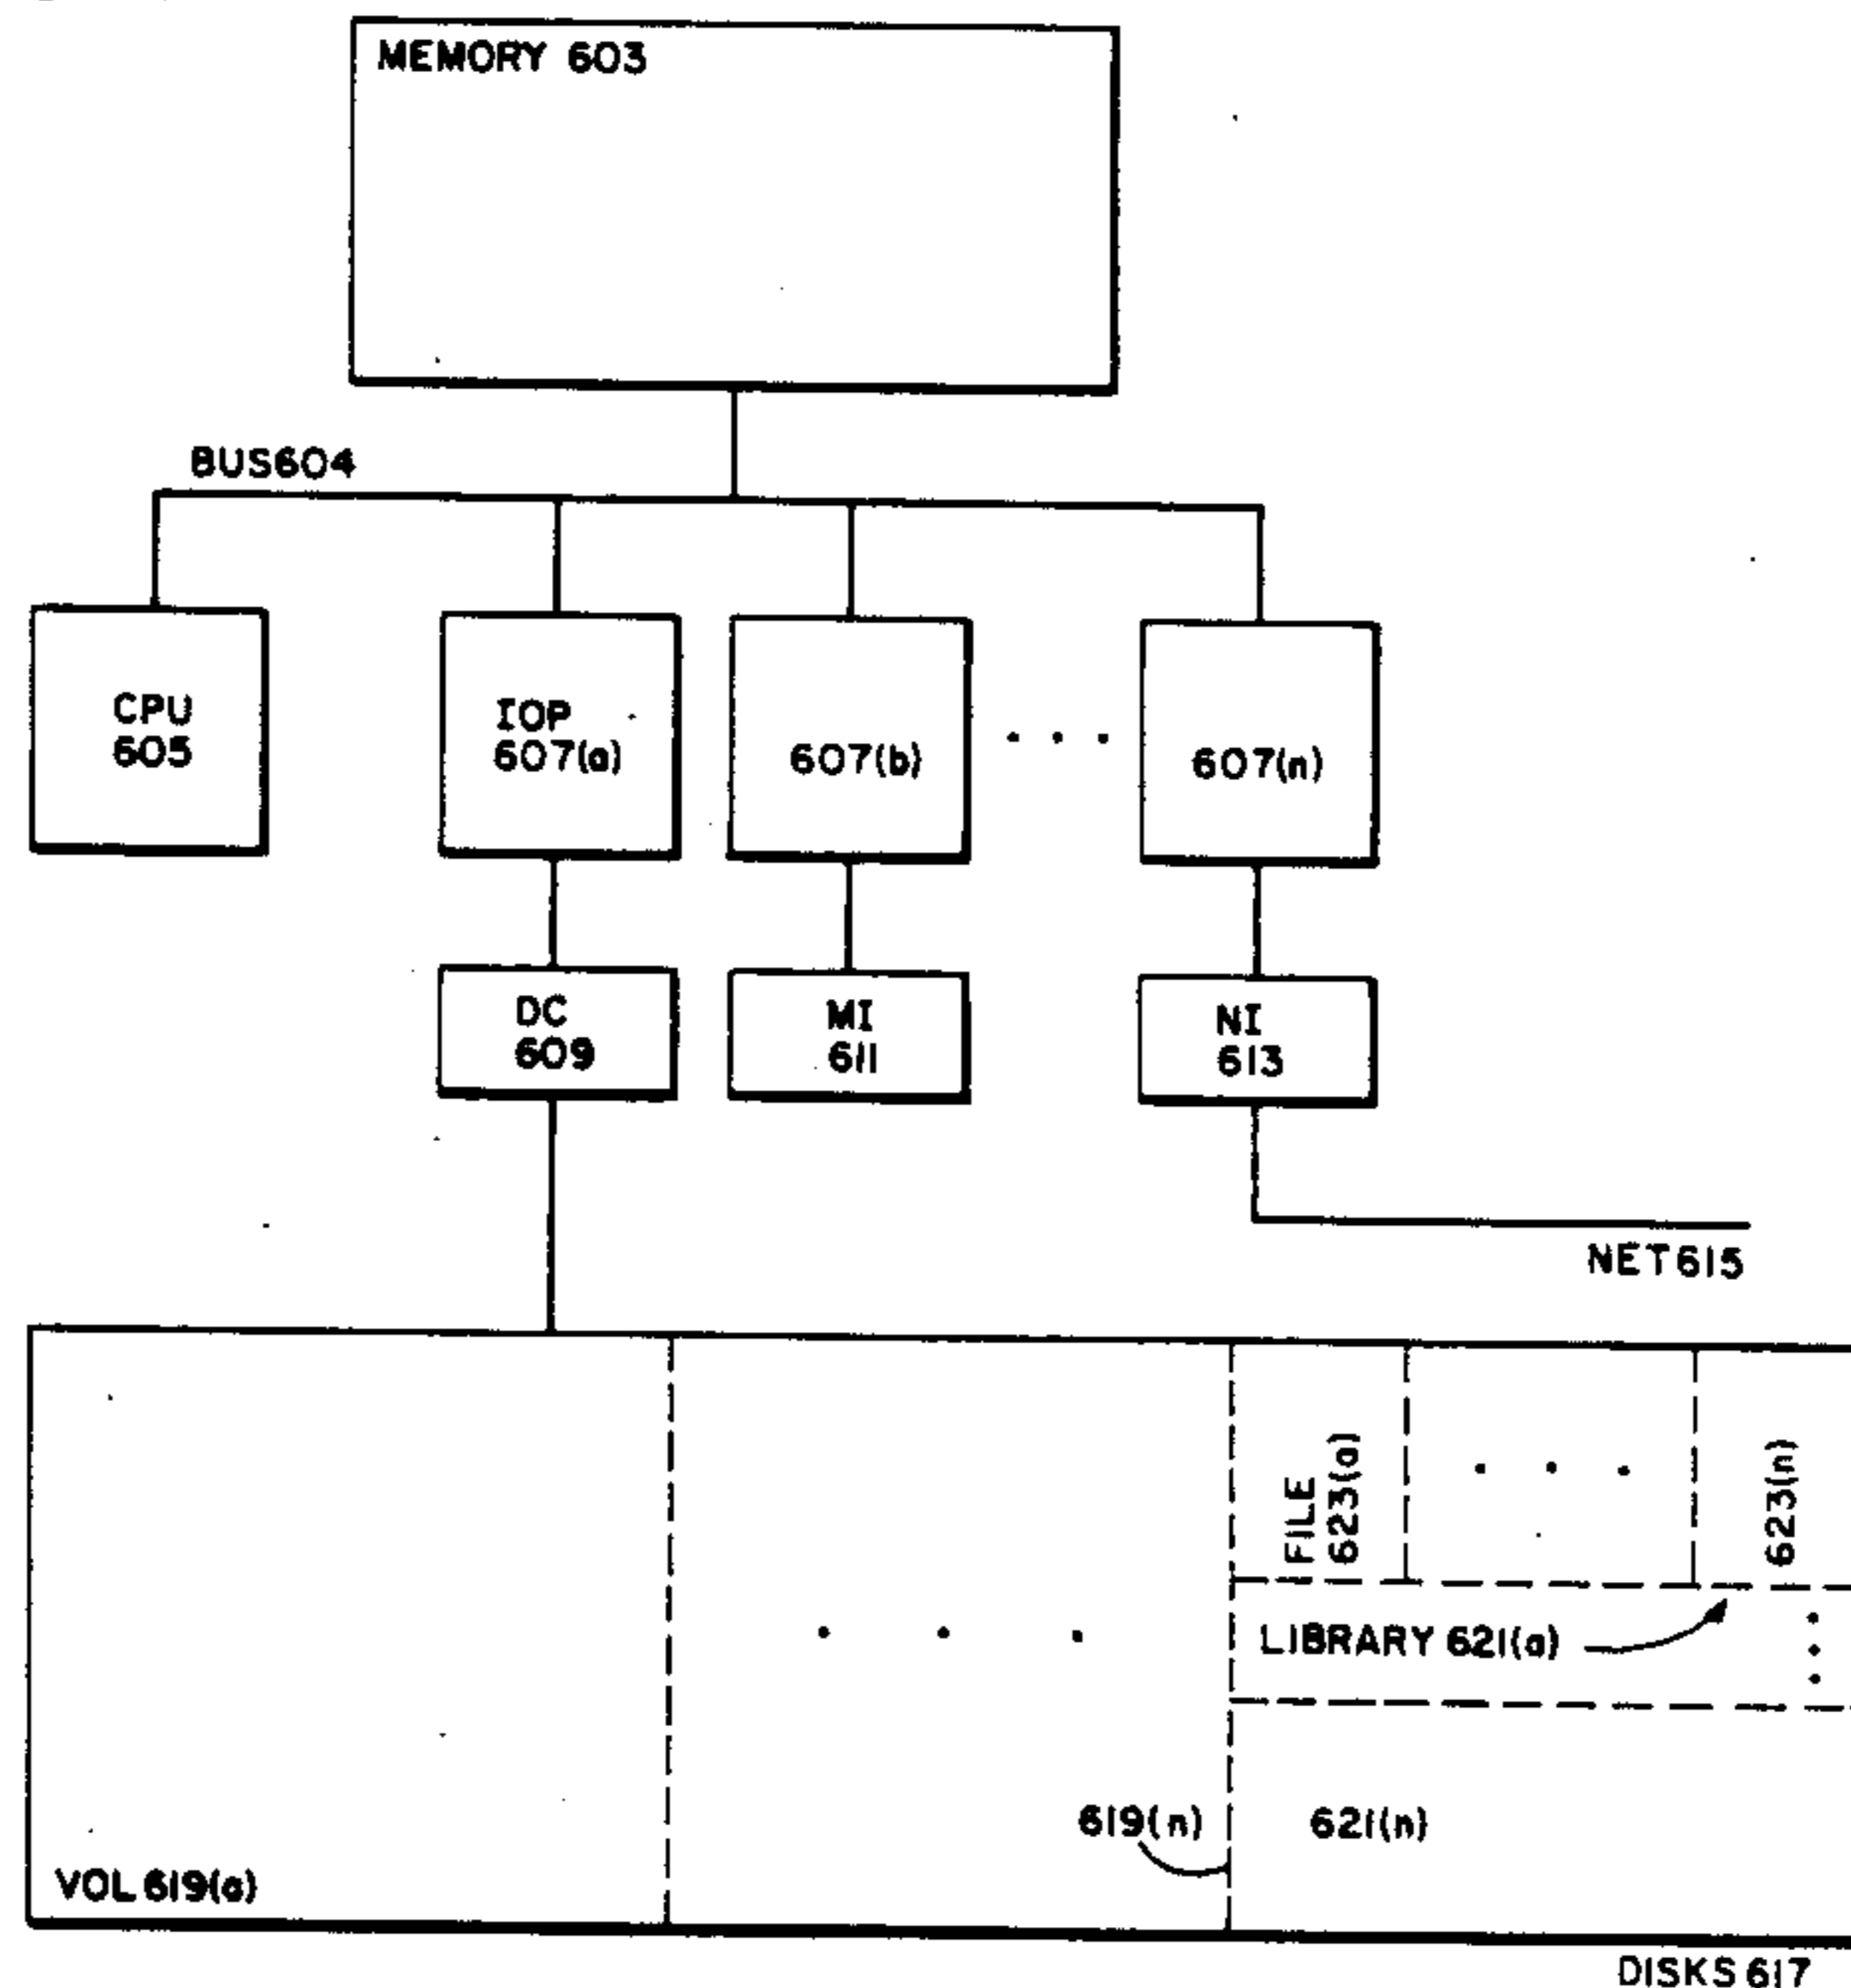 MEMORY 603
BUS604
CPU
605
IOP
607(a)
607(b)
607(n)
DC
609
MI
611
NI
613
NET615
FILE
623(a)
623(n)
LIBRARY 621(a)
619(n)
621(n)
VOL 619(a)
DISKS 617